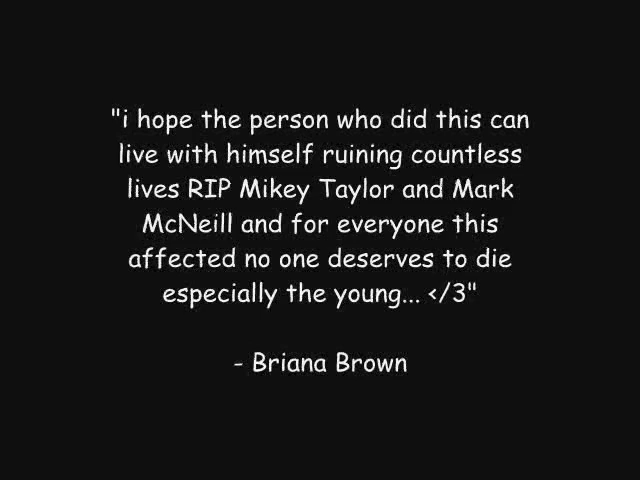 "i hope the person who did this can
live with himself ruining countless
lives RIP Mikey Taylor and Mark
McNeill and for everyone this
affected no one deserves to die
especially the young... </3"
- Briana Brown